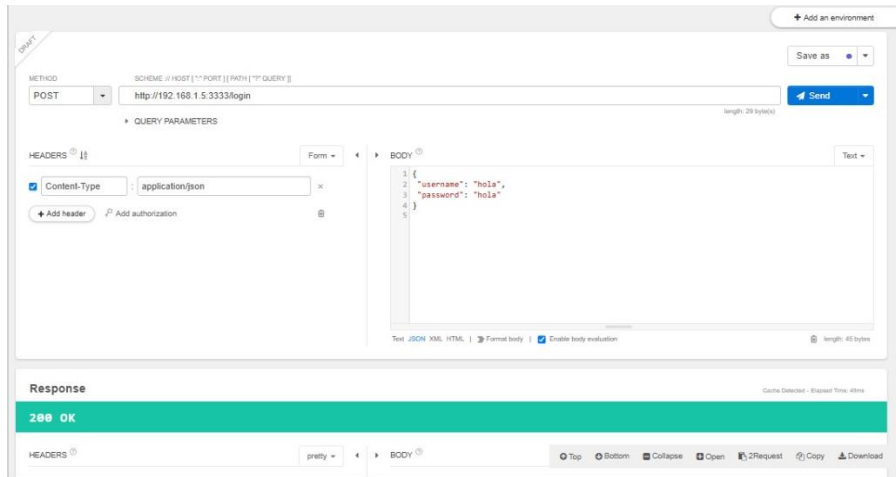 + Add an environment
DRAFT
Save as
METHOD
SCHEME :// HOST [ ":" PORT ] [ PATH [ "?" QUERY ]]
POST
http://192.168.1.5:3333/login
Send
length: 29 byte(s)
QUERY PARAMETERS
HEADERS
Form
BODY
Text
Content-Type : application/json
+ Add header
Add authorization
1 {
2 "username": "hola",
3 "password": "hola"
4 }
5
Text JSON XML HTML | Format body | Enable body evaluation
length: 45 bytes
Response
Cache Detected - Elapsed Time: 49ms
200 OK
HEADERS
pretty
BODY
Top Bottom Collapse Open 2Request Copy Download